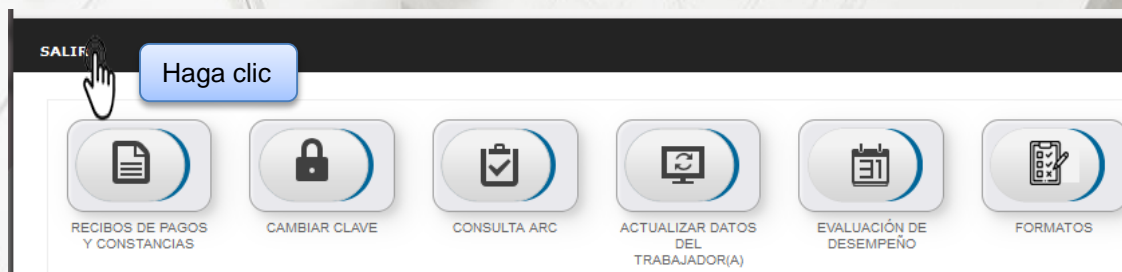 SALIR
Haga clic
31
RECIBOS DE PAGOS
Y CONSTANCIAS
CAMBIAR CLAVE
CONSULTA ARC
ACTUALIZAR DATOS
DEL
TRABAJADOR(A)
EVALUACIÓN DE
DESEMPEÑO
FORMATOS